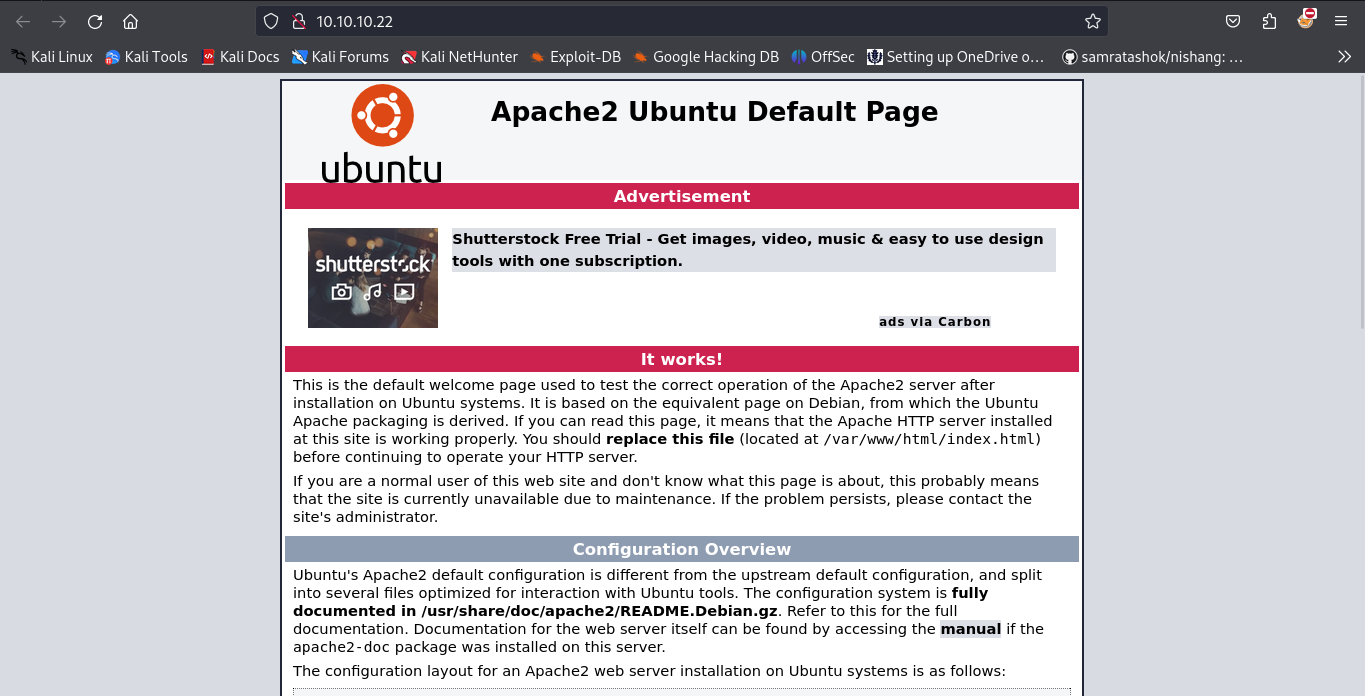 10.10.10.22
Kali Linux Kali Tools Kali Docs Kali Forums Kali NetHunter Exploit-DB Google Hacking DB OffSec Setting up OneDrive o... samratashok/nishang: ...
Apache2 Ubuntu Default Page
ubuntu
Advertisement
shutterstock
Shutterstock Free Trial - Get images, video, music & easy to use design
tools with one subscription.
ads via Carbon
It works!
This is the default welcome page used to test the correct operation of the Apache2 server after
installation on Ubuntu systems. It is based on the equivalent page on Debian, from which the Ubuntu
Apache packaging is derived. If you can read this page, it means that the Apache HTTP server installed
at this site is working properly. You should replace this file (located at /var/www/html/index.html)
before continuing to operate your HTTP server.
If you are a normal user of this web site and don't know what this page is about, this probably means
that the site is currently unavailable due to maintenance. If the problem persists, please contact the
site's administrator.
Configuration Overview
Ubuntu's Apache2 default configuration is different from the upstream default configuration, and split
into several files optimized for interaction with Ubuntu tools. The configuration system is fully
documented in /usr/share/doc/apache2/README.Debian.gz. Refer to this for the full
documentation. Documentation for the web server itself can be found by accessing the manual if the
apache2-doc package was installed on this server.
The configuration layout for an Apache2 web server installation on Ubuntu systems is as follows: